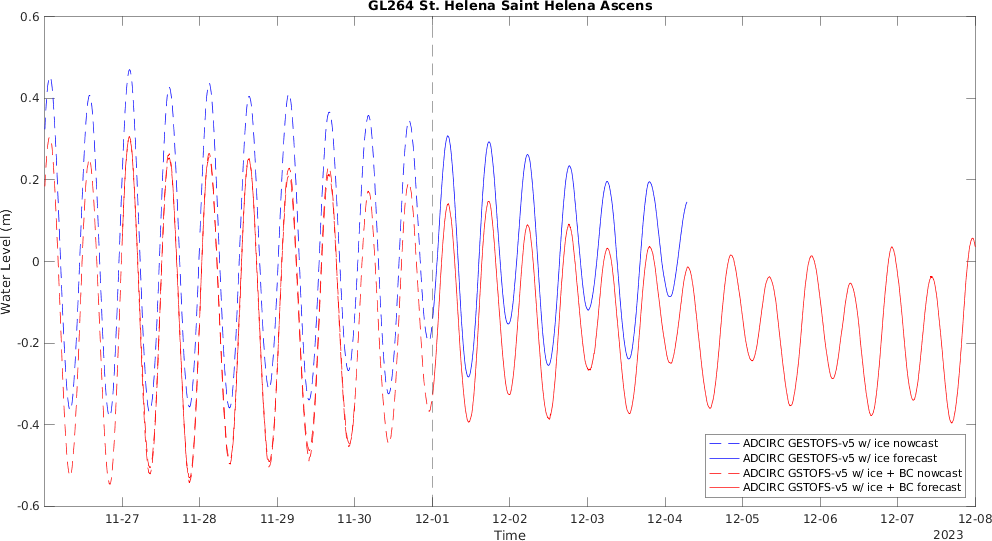 GL264 St. Helena Saint Helena Ascens
0.6
0.4
0.2
0
-0.2
-0.4
-0.6
Water Level (m)
11-27 11-28 11-29 11-30 12-01 12-02 12-03 12-04 12-05 12-06 12-07 12-08
Time
2023
ADCIRC GESTOFS-v5 w/ ice nowcast
ADCIRC GESTOFS-v5 w/ ice forecast
ADCIRC GSTOFS-v5 w/ ice + BC nowcast
ADCIRC GSTOFS-v5 w/ ice + BC forecast